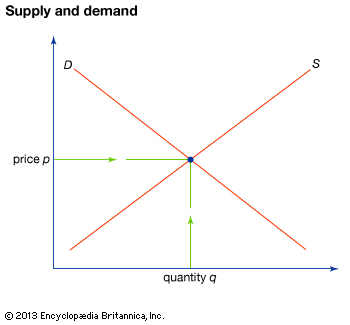 Supply and demand
D
S
price p
quantity q
© 2013 Encyclopædia Britannica, Inc.